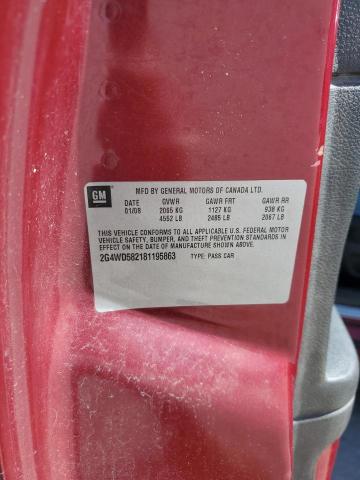 GM
MFD BY GENERAL MOTORS OF CANADA LTD.
DATE GVWR GAWR FRT GAWR RR
01/08 2065 KG 1127 KG 938 KG
4552 LB 2485 LB 2067 LB
THIS VEHICLE CONFORMS TO ALL APPLICABLE U.S. FEDERAL MOTOR
VEHICLE SAFETY, BUMPER, AND THEFT PREVENTION STANDARDS IN
EFFECT ON THE DATE OF MANUFACTURE SHOWN ABOVE.
2G4WD582181195863 TYPE: PASS CAR